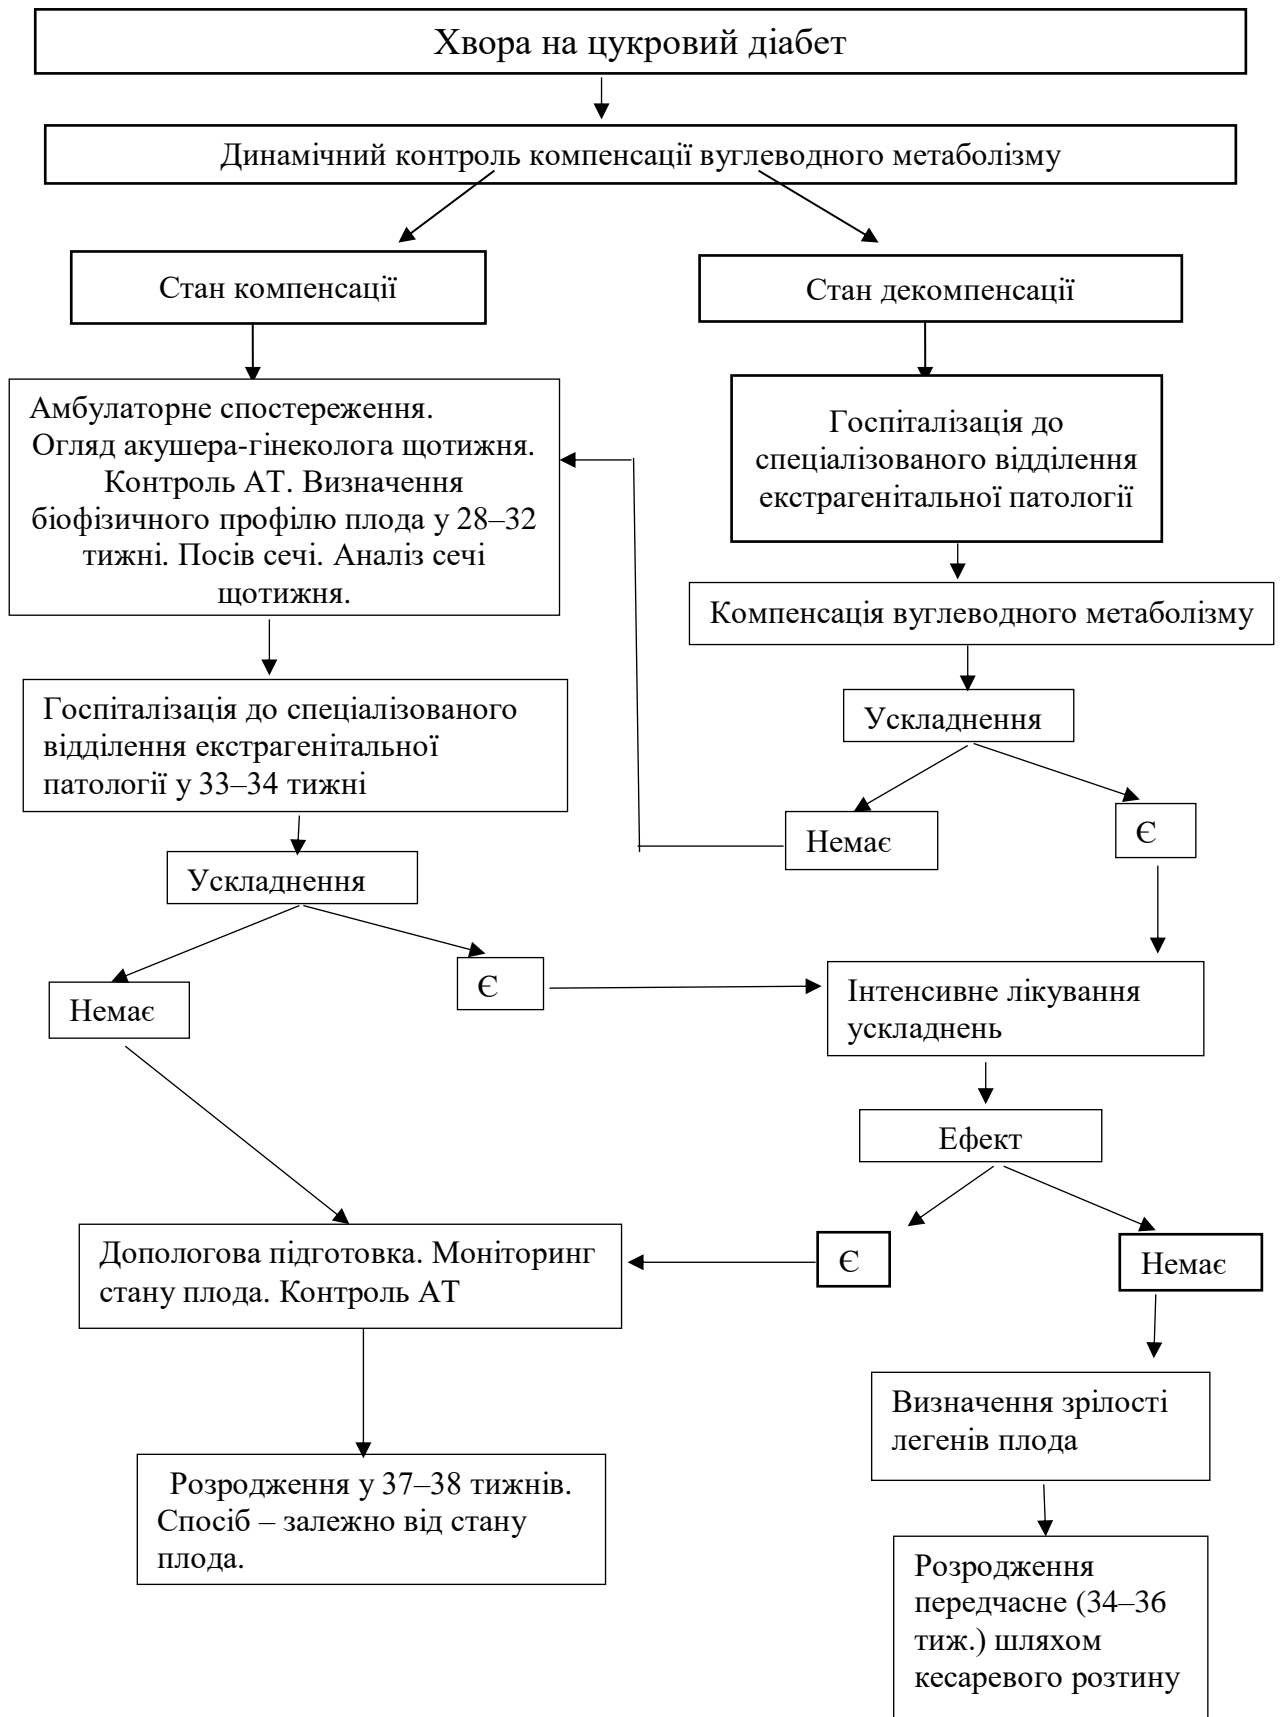 Хвора на цукровий діабет
Динамічний контроль компенсації вуглеводного метаболізму
Стан компенсації
Стан декомпенсації
Амбулаторне спостереження.
Огляд акушера-гінеколога щотижня.
Контроль АТ. Визначення
біофізичного профілю плода у 28–32
тижні. Посів сечі. Аналіз сечі
щотижня.
Госпіталізація до
спеціалізованого відділення
екстрагенітальної патології
Компенсація вуглеводного метаболізму
Госпіталізація до спеціалізованого
відділення екстрагенітальної
патології у 33–34 тижні
Ускладнення
Немає
Є
Ускладнення
Немає
Є
Інтенсивне лікування
ускладнень
Ефект
Є
Немає
Допологова підготовка. Моніторинг
стану плода. Контроль АТ
Визначення зрілості
легенів плода
Розродження у 37–38 тижнів.
Спосіб – залежно від стану
плода.
Розродження
передчасне (34–36
тиж.) шляхом
кесаревого розтину